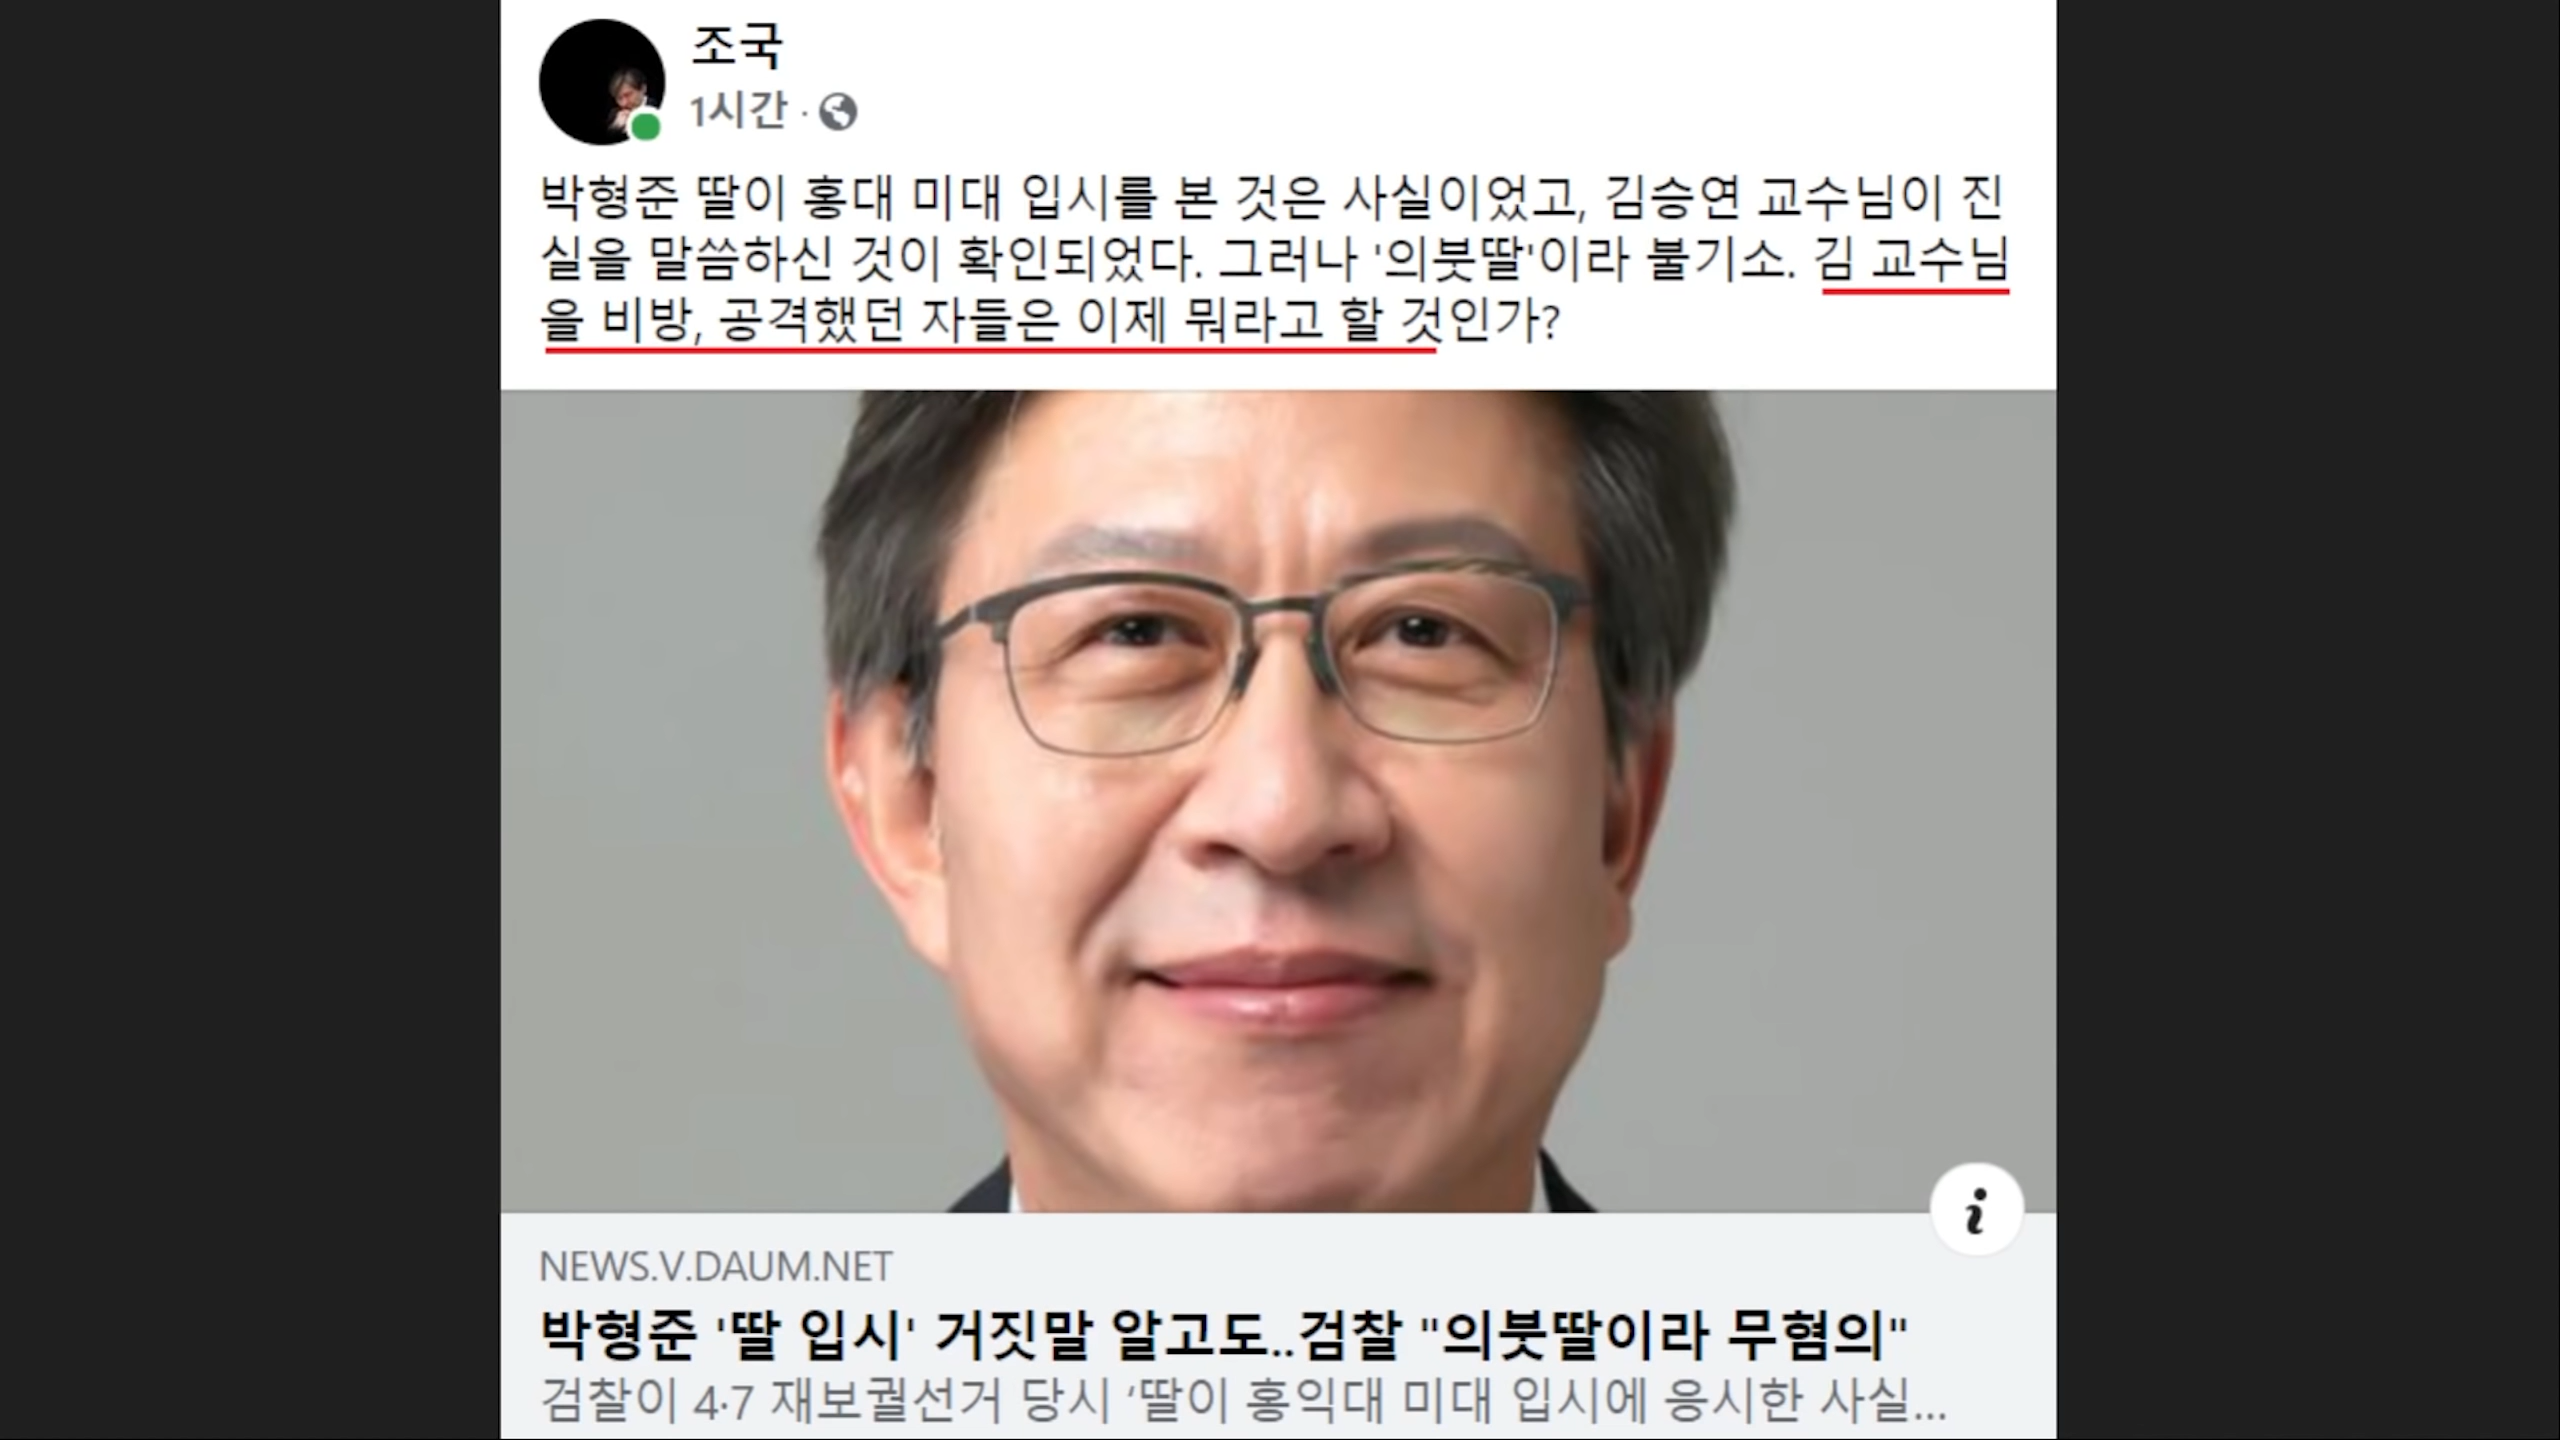 조국
1시간 ·
박형준 딸이 홍대 미대 입시를 본 것은 사실이었고, 김승연 교수님이 진
실을 말씀하신 것이 확인되었다. 그러나 '의붓딸'이라 불기소. 김 교수님
을 비방, 공격했던 자들은 이제 뭐라고 할 것인가?
i
NEWS.V.DAUM.NET
박형준 '딸 입시' 거짓말 알고도..검찰 "의붓딸이라 무혐의"
검찰이 4·7 재보궐선거 당시 ‘딸이 홍익대 미대 입시에 응시한 사실...